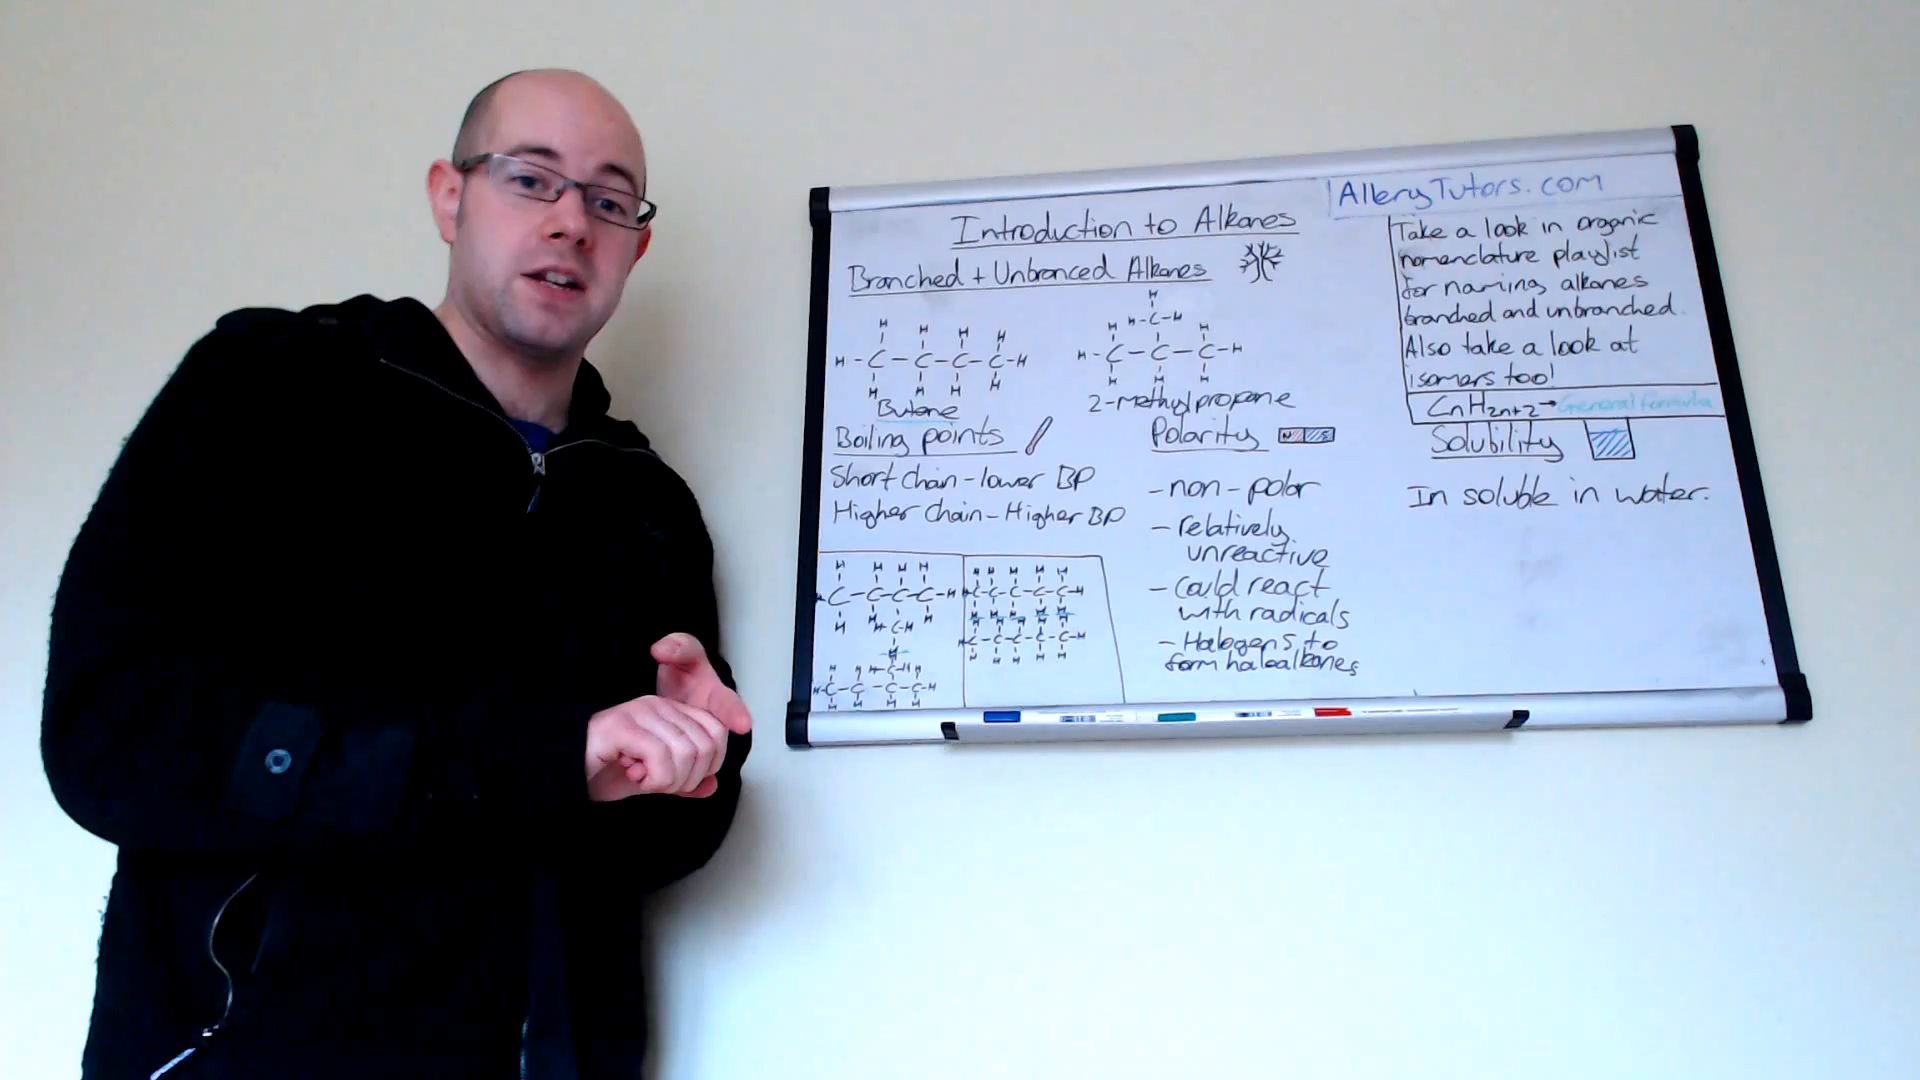 AlleryTutors.com
Introduction to Alkanes
Branched + Unbranced Alkanes
H H H H
H-C-C-C-C-H
H H H H
Butane
H
H-C-H
H H
H-C-C-C-H
H H H
2-methylpropane
Take a look in organic
nomenclature playlist
for naming alkanes
branched and unbranched.
Also take a look at
isomers too!
CnH2n+2 → General formula
Boiling points
Short chain - lower BP
Higher chain - Higher BP
H H H H
H-C-C-C-C-H
H H H
H-C-H
H
H-C-H
H H H
H-C-C-C-C-H
H H H H
H H H H H
H-C-C-C-C-C-H
H H H H H
H H H H H
H-C-C-C-C-C-H
H H H H H
Polarity
N S
- non-polar
- relatively
unreactive
- Could react
with radicals
- Halogens to
form haloalkanes
Solubility
In soluble in water.